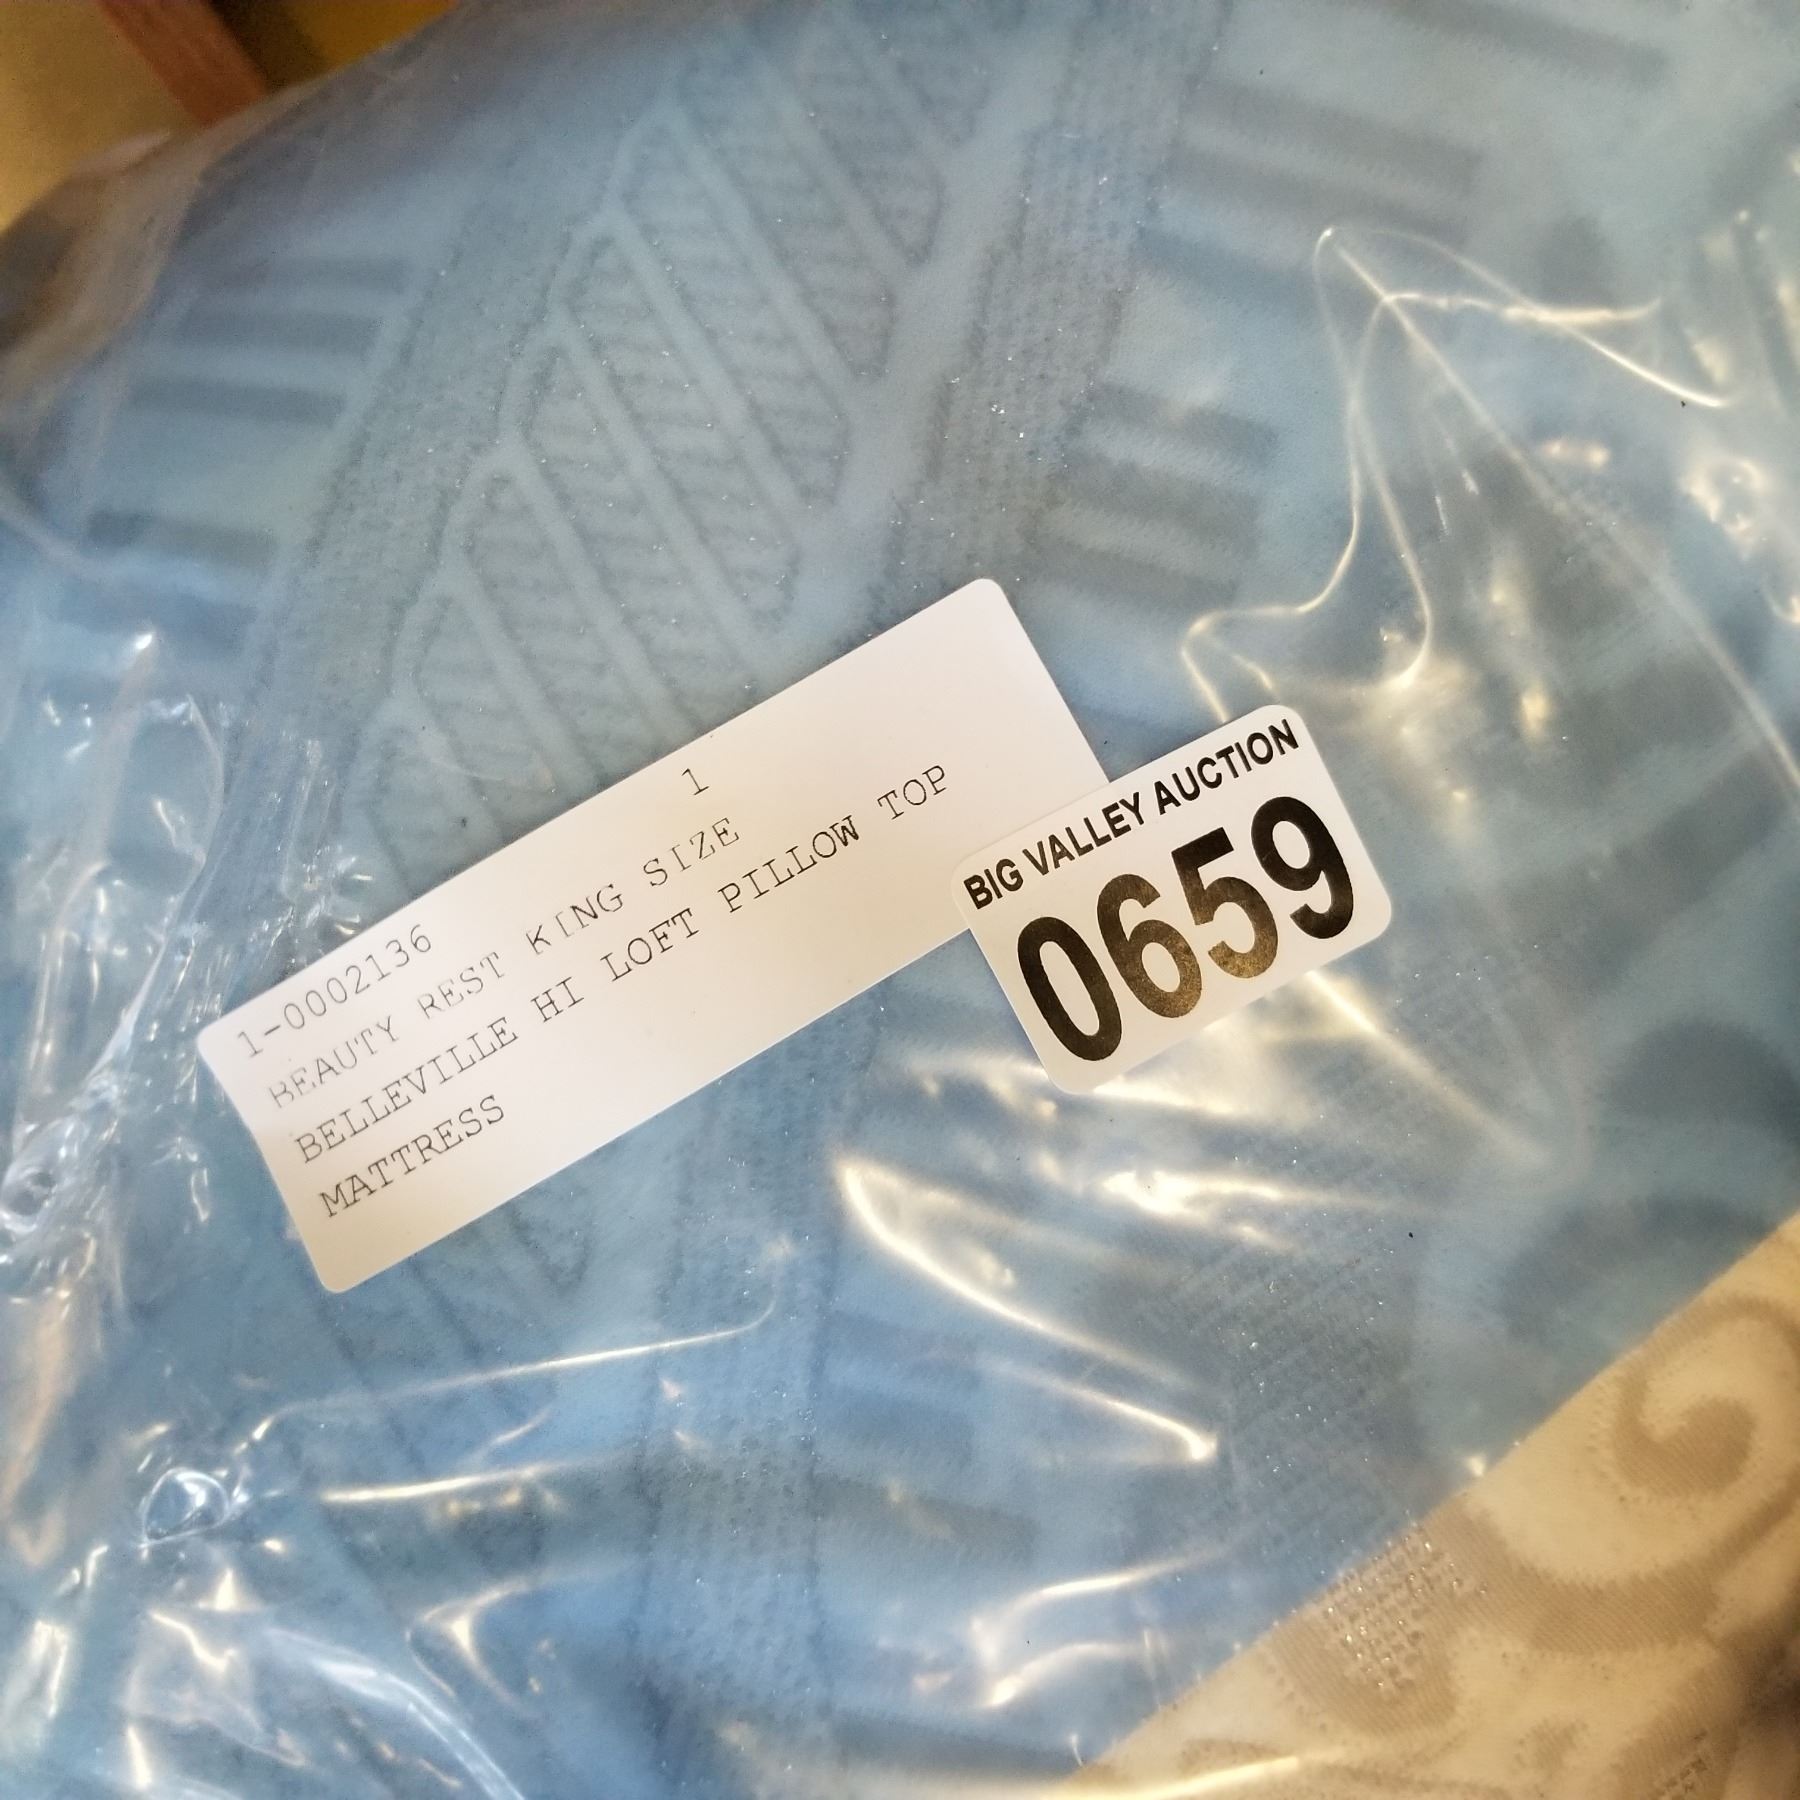 1
1-0002136
BEAUTY REST KING SIZE
BELLEVILLE HI LOFT PILLOW TOP
MATTRESS
BIG VALLEY AUCTION
0659